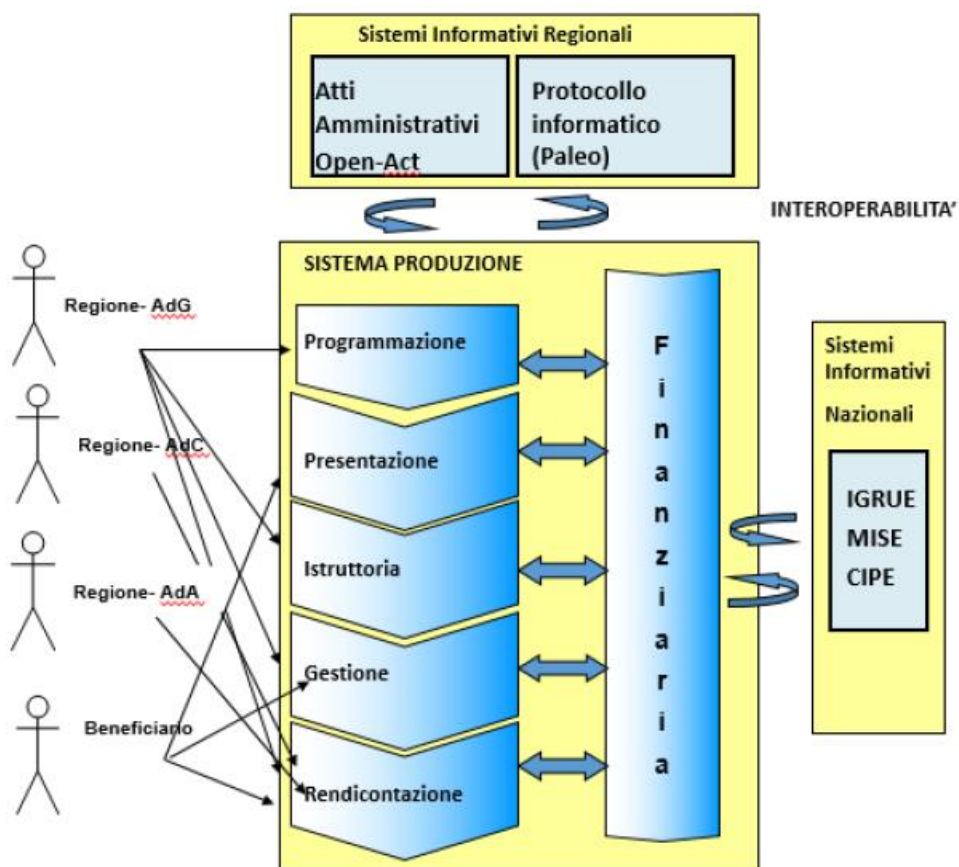 Sistemi Informativi Regionali
Atti
Amministrativi
Open-Act
Protocollo
informatico
(Paleo)
INTEROPERABILITA'
SISTEMA PRODUZIONE
Regione- AdG
Regione- AdC
Regione- AdA
Beneficiario
Programmazione
Presentazione
Istruttoria
Gestione
Rendicontazione
F
i
n
a
n
z
i
a
r
i
a
Sistemi
Informativi
Nazionali
IGRUE
MISE
CIPE